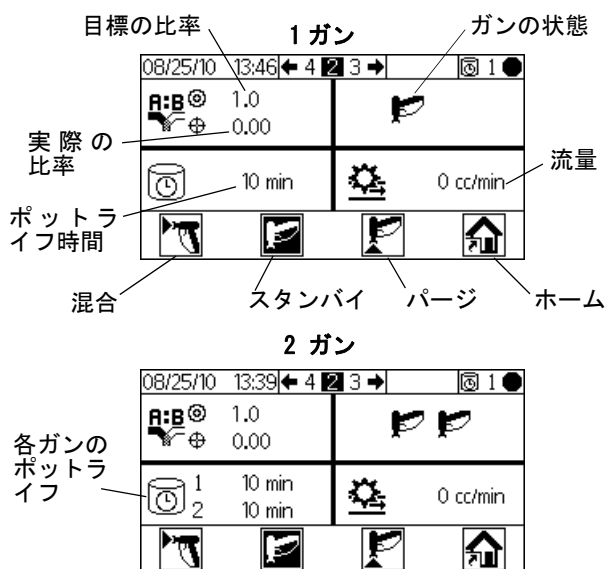 目標の比率
1 ガン
ガンの状態
08/25/10 13:46 4 2 3 1
A:B 1.0
0.00
実際の
比率
10 min
0 cc/min
流量
ポットラ
イフ時間
混合
スタンバイ
パージ
ホーム
2 ガン
08/25/10 13:39 4 2 3 1
A:B 1.0
0.00
各ガンの
ポットラ
イフ
1 10 min
2 10 min
0 cc/min